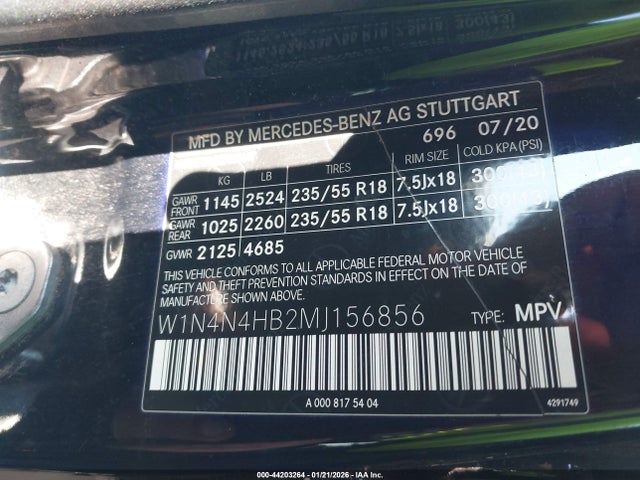 MFD BY MERCEDES-BENZ AG STUTTGART
696 07/20
KG LB TIRES RIM SIZE COLD KPA(PSI)
GAWR FRONT 1145 2524 235/55 R18 7.5Jx18 300(43)
GAWR REAR 1025 2260 235/55 R18 7.5Jx18 300(43)
GVWR 2125 4685
THIS VEHICLE CONFORMS TO ALL APPLICABLE FEDERAL MOTOR VEHICLE
SAFETY AND THEFT PREVENTION STANDARDS IN EFFECT ON THE DATE OF
MANUFACTURE SHOWN ABOVE.
W1N4N4HB2MJ156856 TYPE: MPV
A 000 817 54 04 4291749
000-44203264 - 01/21/2026 - IAA Inc.